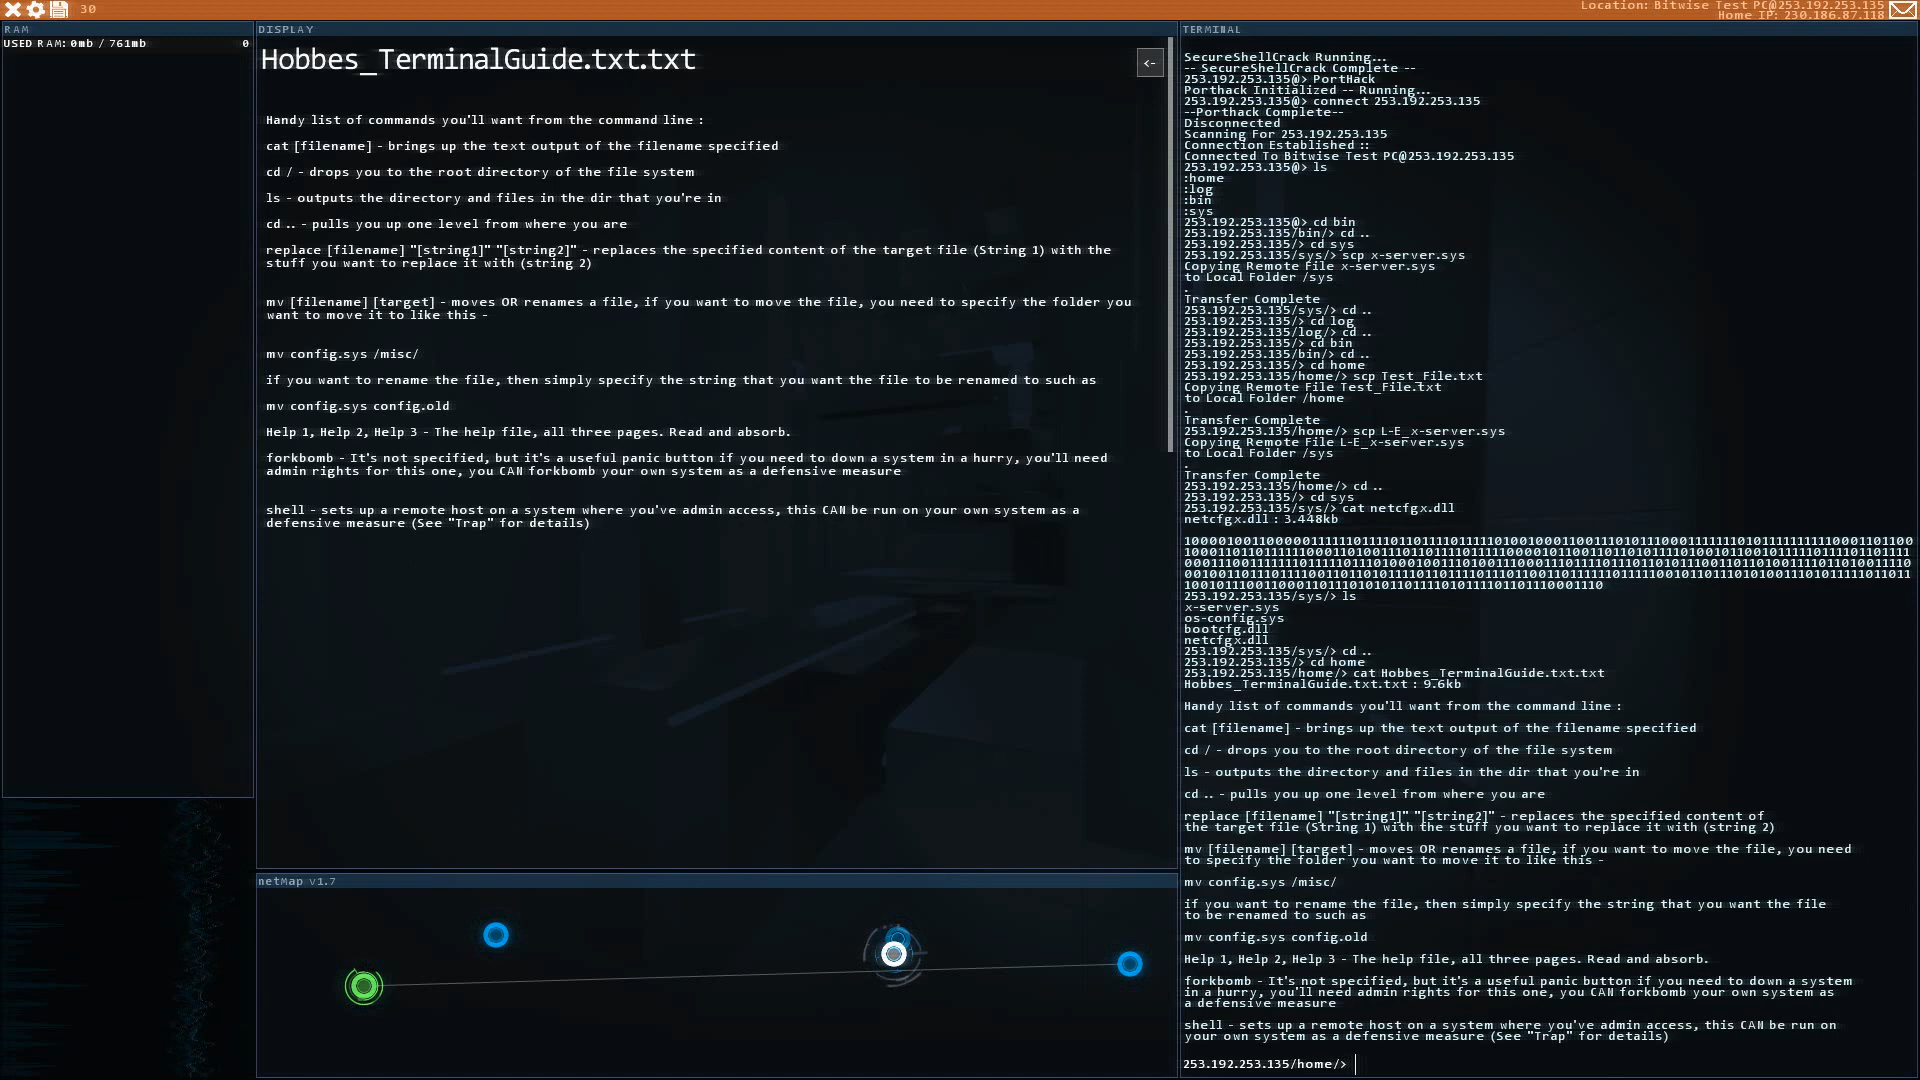 30
Location: Bitwise Test PC@253.192.253.135
Home IP: 230.186.87.118
RAM
USED RAM: 0mb / 761mb 0
DISPLAY
Hobbes_TerminalGuide.txt.txt
<-
Handy list of commands you'll want from the command line :
cat [filename] - brings up the text output of the filename specified
cd / - drops you to the root directory of the file system
ls - outputs the directory and files in the dir that you're in
cd .. - pulls you up one level from where you are
replace [filename] "[string1]" "[string2]" - replaces the specified content of the target file (String 1) with the
stuff you want to replace it with (string 2)
mv [filename] [target] - moves OR renames a file, if you want to move the file, you need to specify the folder you
want to move it to like this -
mv config.sys /misc/
if you want to rename the file, then simply specify the string that you want the file to be renamed to such as
mv config.sys config.old
Help 1, Help 2, Help 3 - The help file, all three pages. Read and absorb.
forkbomb - It's not specified, but it's a useful panic button if you need to down a system in a hurry, you'll need
admin rights for this one, you CAN forkbomb your own system as a defensive measure
shell - sets up a remote host on a system where you've admin access, this CAN be run on your own system as a
defensive measure (See "Trap" for details)
netMap v1.7
TERMINAL
SecureShellCrack Running...
-- SecureShellCrack Complete --
253.192.253.135@> PortHack
Porthack Initialized -- Running...
253.192.253.135@> connect 253.192.253.135
--Porthack Complete--
Disconnected
Scanning For 253.192.253.135
Connection Established ::
Connected To Bitwise Test PC@253.192.253.135
253.192.253.135@> ls
:home
:log
:bin
:sys
253.192.253.135@> cd bin
253.192.253.135/bin/> cd ..
253.192.253.135/> cd sys
253.192.253.135/sys/> scp x-server.sys
Copying Remote File x-server.sys
to Local Folder /sys
.
Transfer Complete
253.192.253.135/sys/> cd ..
253.192.253.135/> cd log
253.192.253.135/log/> cd ..
253.192.253.135/> cd bin
253.192.253.135/bin/> cd ..
253.192.253.135/> cd home
253.192.253.135/home/> scp Test_File.txt
Copying Remote File Test_File.txt
to Local Folder /home
.
Transfer Complete
253.192.253.135/home/> scp L-E_x-server.sys
Copying Remote File L-E_x-server.sys
to Local Folder /sys
.
Transfer Complete
253.192.253.135/home/> cd ..
253.192.253.135/> cd sys
253.192.253.135/sys/> cat netcfgx.dll
netcfgx.dll : 3.448kb
253.192.253.135/sys/> ls
x-server.sys
os-config.sys
bootcfg.dll
netcfgx.dll
253.192.253.135/sys/> cd ..
253.192.253.135/> cd home
253.192.253.135/home/> cat Hobbes_TerminalGuide.txt.txt
Hobbes_TerminalGuide.txt.txt : 9.6kb
Handy list of commands you'll want from the command line :
cat [filename] - brings up the text output of the filename specified
cd / - drops you to the root directory of the file system
ls - outputs the directory and files in the dir that you're in
cd .. - pulls you up one level from where you are
replace [filename] "[string1]" "[string2]" - replaces the specified content of
the target file (String 1) with the stuff you want to replace it with (string 2)
mv [filename] [target] - moves OR renames a file, if you want to move the file, you need
to specify the folder you want to move it to like this -
mv config.sys /misc/
if you want to rename the file, then simply specify the string that you want the file
to be renamed to such as
mv config.sys config.old
Help 1, Help 2, Help 3 - The help file, all three pages. Read and absorb.
forkbomb - It's not specified, but it's a useful panic button if you need to down a system
in a hurry, you'll need admin rights for this one, you CAN forkbomb your own system as
a defensive measure
shell - sets up a remote host on a system where you've admin access, this CAN be run on
your own system as a defensive measure (See "Trap" for details)
253.192.253.135/home/>